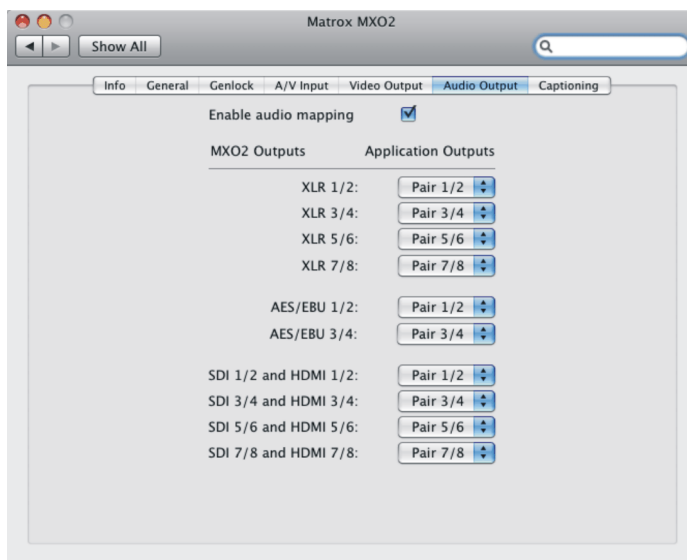 Matrox MXO2
Show All
Info General Genlock A/V Input Video Output Audio Output Captioning
Enable audio mapping
MXO2 Outputs Application Outputs
XLR 1/2: Pair 1/2
XLR 3/4: Pair 3/4
XLR 5/6: Pair 5/6
XLR 7/8: Pair 7/8
AES/EBU 1/2: Pair 1/2
AES/EBU 3/4: Pair 3/4
SDI 1/2 and HDMI 1/2: Pair 1/2
SDI 3/4 and HDMI 3/4: Pair 3/4
SDI 5/6 and HDMI 5/6: Pair 5/6
SDI 7/8 and HDMI 7/8: Pair 7/8